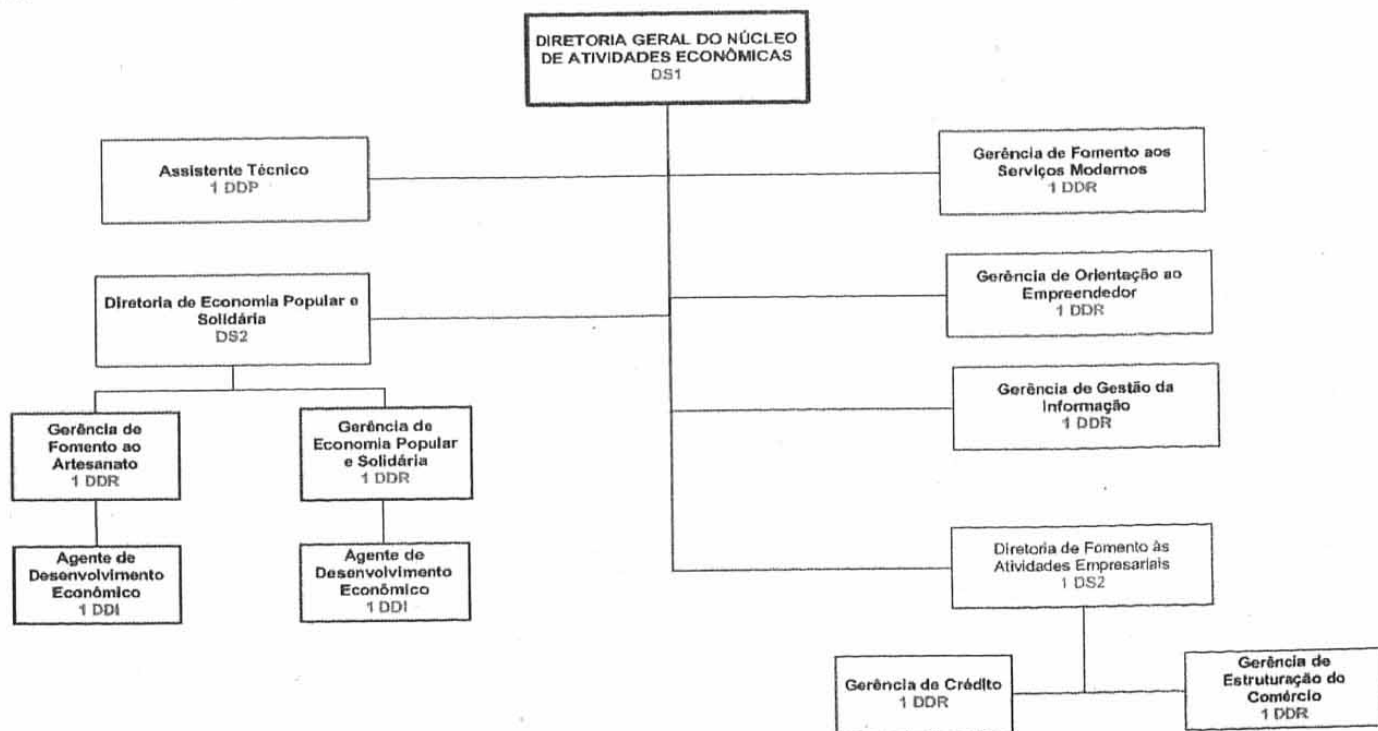 DIRETORIA GERAL DO NÚCLEO
DE ATIVIDADES ECONÔMICAS
DS1
Assistente Técnico
1 DDP
Gerência de Fomento aos
Serviços Modernos
1 DDR
Diretoria de Economia Popular e
Solidária
DS2
Gerência de Orientação ao
Empreendedor
1 DDR
Gerência de Gestão da
Informação
1 DDR
Gerência de
Fomento ao
Artesanato
1 DDR
Gerência de
Economia Popular
e Solidária
1 DDR
Agente de
Desenvolvimento
Econômico
1 DDI
Agente de
Desenvolvimento
Econômico
1 DDI
Diretoria de Fomento às
Atividades Empresariais
1 DS2
Gerência de Crédito
1 DDR
Gerência de
Estruturação do
Comércio
1 DDR